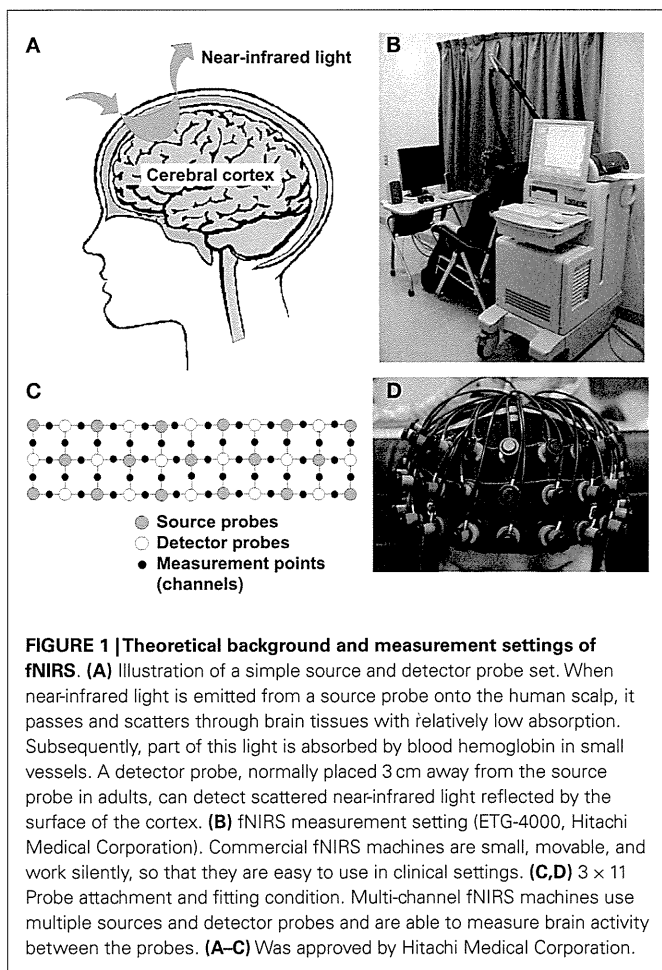 A
Near-infrared light
Cerebral cortex
B
C
Source probes
Detector probes
Measurement points
(channels)
D
FIGURE 1 | Theoretical background and measurement settings of
fNIRS. (A) Illustration of a simple source and detector probe set. When
near-infrared light is emitted from a source probe onto the human scalp, it
passes and scatters through brain tissues with relatively low absorption.
Subsequently, part of this light is absorbed by blood hemoglobin in small
vessels. A detector probe, normally placed 3 cm away from the source
probe in adults, can detect scattered near-infrared light reflected by the
surface of the cortex. (B) fNIRS measurement setting (ETG-4000, Hitachi
Medical Corporation). Commercial fNIRS machines are small, movable, and
work silently, so that they are easy to use in clinical settings. (C,D) 3 × 11
Probe attachment and fitting condition. Multi-channel fNIRS machines use
multiple sources and detector probes and are able to measure brain activity
between the probes. (A–C) Was approved by Hitachi Medical Corporation.